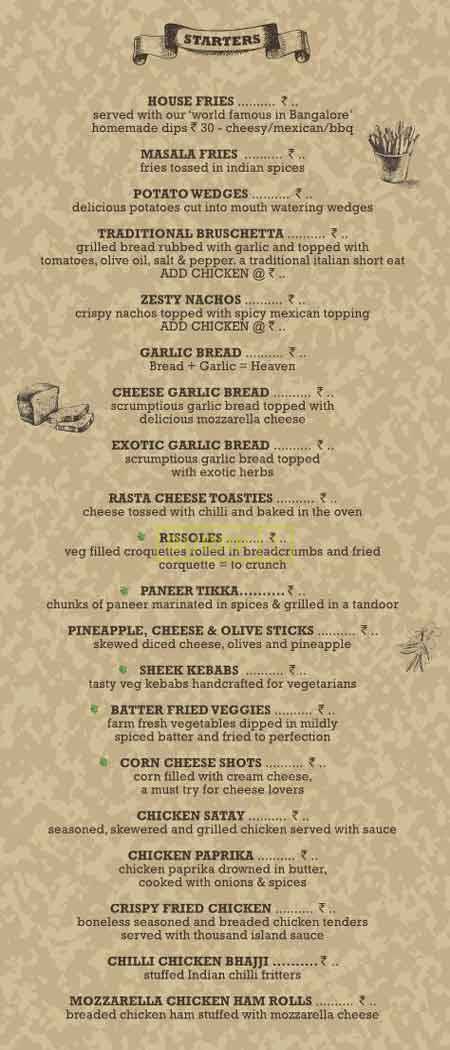 STARTERS
HOUSE FRIES .......... ₹ ..
served with our 'world famous in Bangalore'
homemade dips ₹ 30 - cheesy/mexican/bbq
MASALA FRIES .......... ₹ ..
fries tossed in indian spices
POTATO WEDGES .......... ₹ ..
delicious potatoes cut into mouth watering wedges
TRADITIONAL BRUSCHETTA .......... ₹ ..
grilled bread rubbed with garlic and topped with
tomatoes, olive oil, salt & pepper. a traditional italian short eat
ADD CHICKEN @ ₹ ..
ZESTY NACHOS .......... ₹ ..
crispy nachos topped with spicy mexican topping
ADD CHICKEN @ ₹ ..
GARLIC BREAD .......... ₹ ..
Bread + Garlic = Heaven
CHEESE GARLIC BREAD .......... ₹ ..
scrumptious garlic bread topped with
delicious mozzarella cheese
EXOTIC GARLIC BREAD .......... ₹ ..
scrumptious garlic bread topped
with exotic herbs
RASTA CHEESE TOASTIES .......... ₹ ..
cheese tossed with chilli and baked in the oven
RISSOLES .......... ₹ ..
veg filled croquettes rolled in breadcrumbs and fried
corquette = to crunch
PANEER TIKKA.......... ₹ ..
chunks of paneer marinated in spices & grilled in a tandoor
PINEAPPLE, CHEESE & OLIVE STICKS .......... ₹ ..
skewed diced cheese, olives and pineapple
SHEEK KEBABS .......... ₹ ..
tasty veg kebabs handcrafted for vegetarians
BATTER FRIED VEGGIES .......... ₹ ..
farm fresh vegetables dipped in mildly
spiced batter and fried to perfection
CORN CHEESE SHOTS .......... ₹ ..
corn filled with cream cheese,
a must try for cheese lovers
CHICKEN SATAY .......... ₹ ..
seasoned, skewered and grilled chicken served with sauce
CHICKEN PAPRIKA .......... ₹ ..
chicken paprika drowned in butter,
cooked with onions & spices
CRISPY FRIED CHICKEN .......... ₹ ..
boneless seasoned and breaded chicken tenders
served with thousand island sauce
CHILLI CHICKEN BHAJJI .......... ₹ ..
stuffed Indian chilli fritters
MOZZARELLA CHICKEN HAM ROLLS .......... ₹ ..
breaded chicken ham stuffed with mozzarella cheese